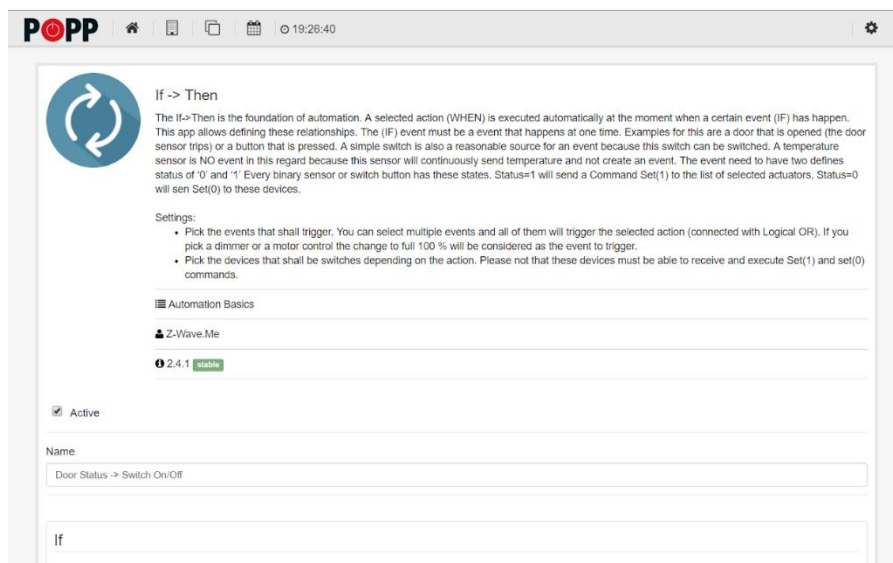 POPP 19:26:40
If -> Then
The If->Then is the foundation of automation. A selected action (WHEN) is executed automatically at the moment when a certain event (IF) has happen.
This app allows defining these relationships. The (IF) event must be a event that happens at one time. Examples for this are a door that is opened (the door
sensor trips) or a button that is pressed. A simple switch is also a reasonable source for an event because this switch can be switched. A temperature
sensor is NO event in this regard because this sensor will continuously send temperature and not create an event. The event need to have two defines
status of '0' and '1' Every binary sensor or switch button has these states. Status=1 will send a Command Set(1) to the list of selected actuators, Status=0
will sen Set(0) to these devices.
Settings:
• Pick the events that shall trigger. You can select multiple events and all of them will trigger the selected action (connected with Logical OR). If you
pick a dimmer or a motor control the change to full 100 % will be considered as the event to trigger.
• Pick the devices that shall be switches depending on the action. Please not that these devices must be able to receive and execute Set(1) and set(0)
commands.
Automation Basics
Z-Wave.Me
2.4.1 stable
Active
Name
Door Status -> Switch On/Off
If